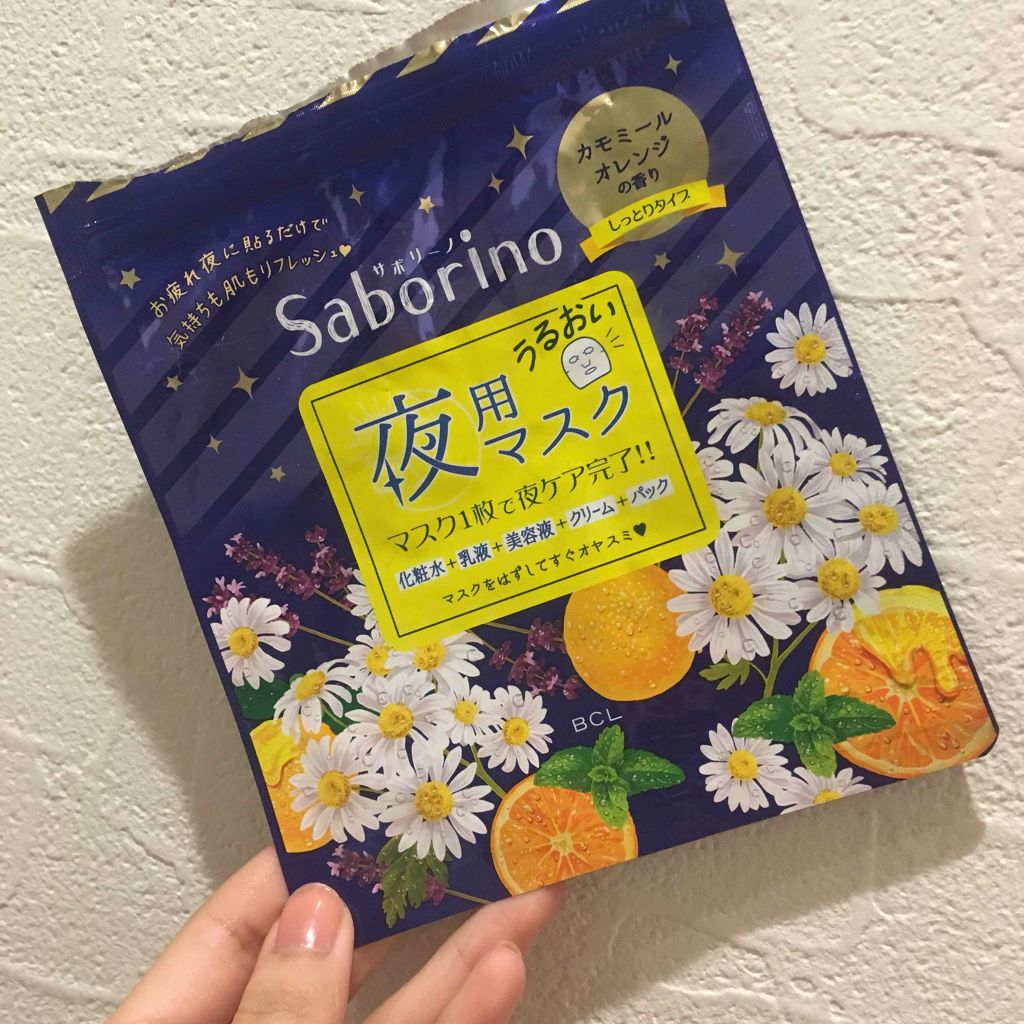 カモミール
オレンジ
の香り
しっとりタイプ
お疲れ夜に貼るだけで
気持ちも肌もリフレッシュ♥
サボリーノ
Saborino
うるおい
夜用
マスク
マスク1枚で夜ケア完了!!
化粧水+乳液+美容液+クリーム+パック
マスクをはずしてすぐオヤスミ♥
BCL